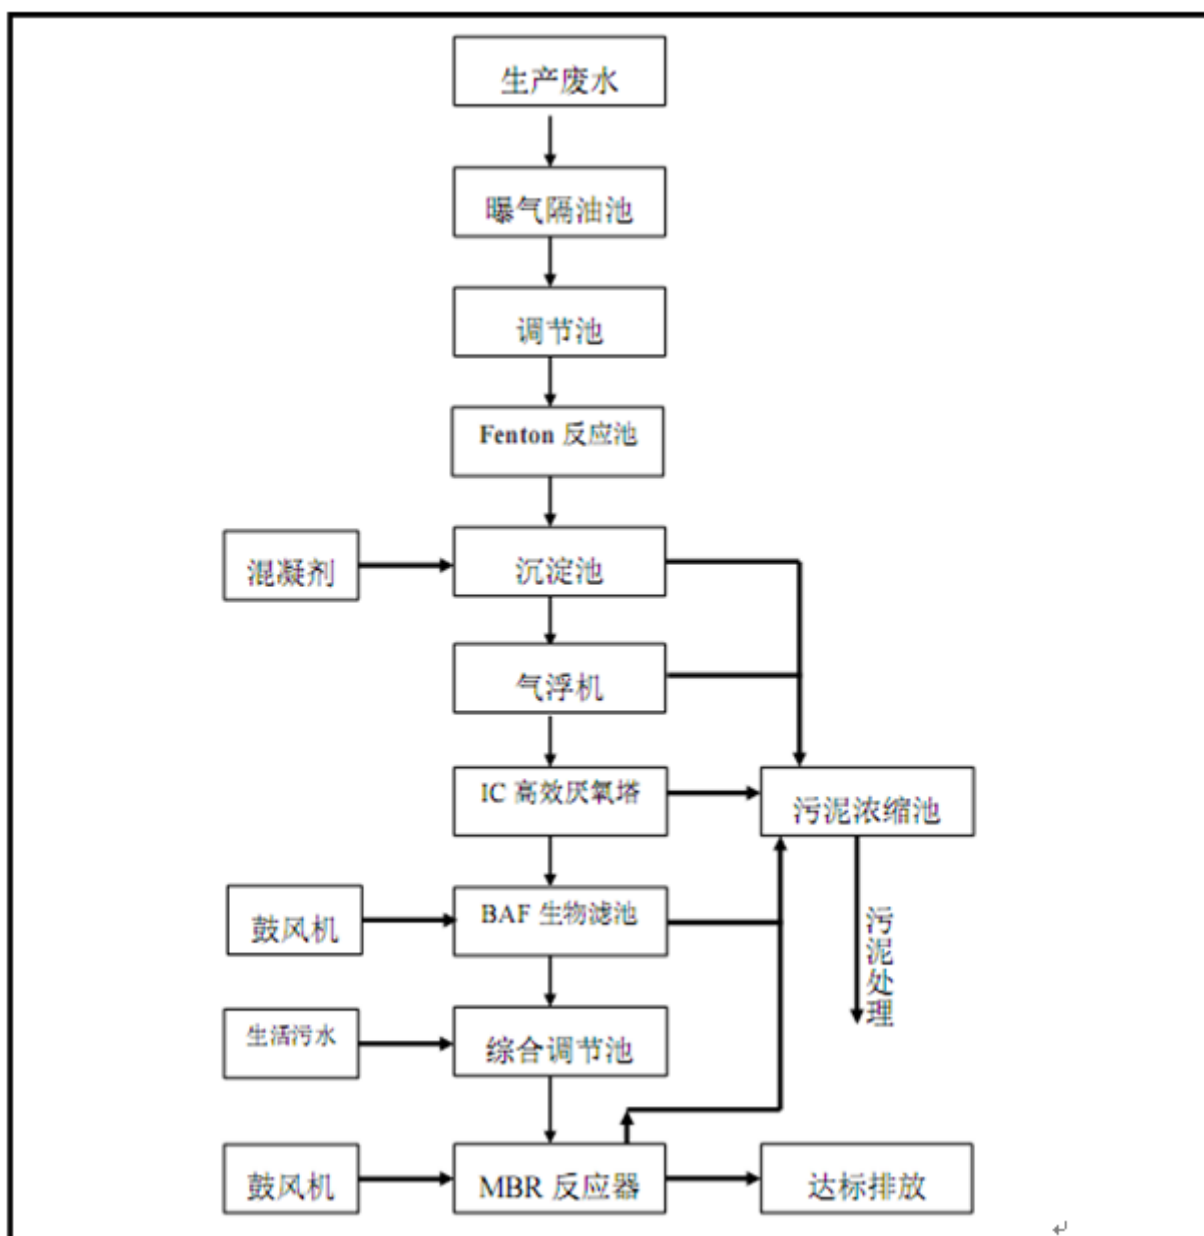 生产废水
曝气隔油池
调节池
Fenton 反应池
混凝剂
沉淀池
气浮机
IC 高效厌氧塔
污泥浓缩池
鼓风机
BAF 生物滤池
污泥处理
生活污水
综合调节池
鼓风机
MBR 反应器
达标排放